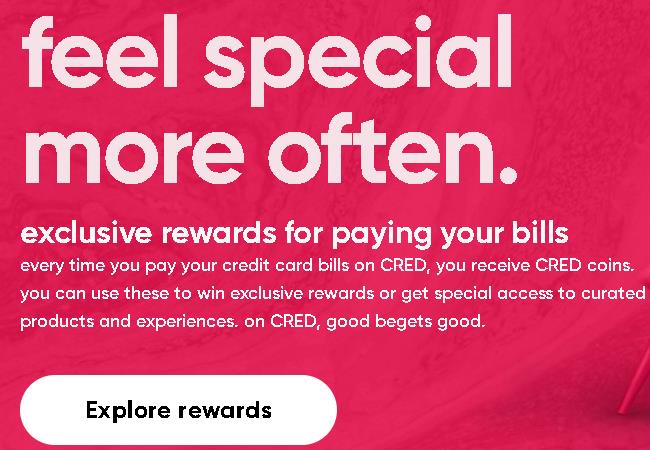 feel special
more often.
exclusive rewards for paying your bills
every time you pay your credit card bills on CRED, you receive CRED coins.
you can use these to win exclusive rewards or get special access to curated
products and experiences. on CRED, good begets good.
Explore rewards